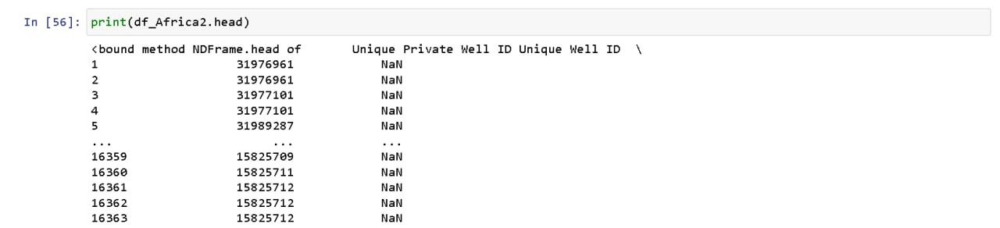 In [56]: print(df_Africa2.head)
<bound method NDFrame.head of       Unique Private Well ID Unique Well ID  \
1                    31976961            NaN
2                    31976961            NaN
3                    31977101            NaN
4                    31977101            NaN
5                    31989287            NaN
...                       ...            ...
16359                15825709            NaN
16360                15825711            NaN
16361                15825712            NaN
16362                15825712            NaN
16363                15825712            NaN